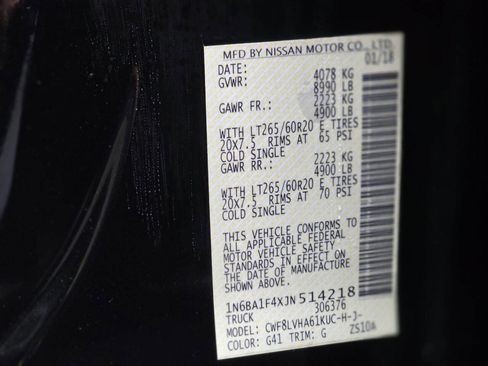 MFD BY NISSAN MOTOR CO., LTD.
DATE: 01/18
GVWR: 4078 KG
8990 LB
GAWR FR.: 2223 KG
4900 LB
WITH LT265/60R20 E TIRES
20X7.5 RIMS AT 65 PSI
COLD SINGLE
GAWR RR.: 2223 KG
4900 LB
WITH LT265/60R20 E TIRES
20X7.5 RIMS AT 70 PSI
COLD SINGLE
THIS VEHICLE CONFORMS TO
ALL APPLICABLE FEDERAL
MOTOR VEHICLE SAFETY
STANDARDS IN EFFECT ON
THE DATE OF MANUFACTURE
SHOWN ABOVE.
1N6BA1F4XJN514218
TRUCK 306376
MODEL: CWF8LVHA61KUC-H-J-
COLOR: G41 TRIM: G ZS10A